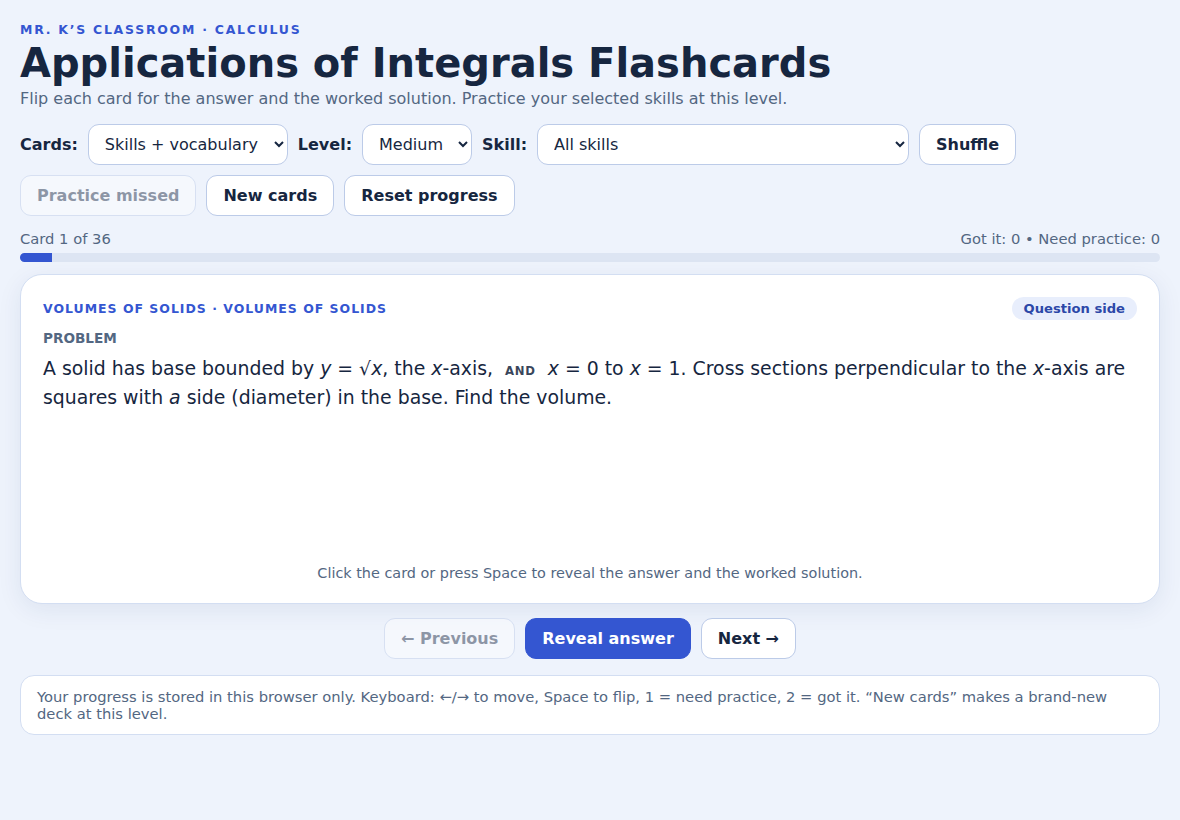 MR. K’S CLASSROOM · CALCULUS
Applications of Integrals Flashcards
Flip each card for the answer and the worked solution. Practice your selected skills at this level.
Cards: Skills + vocabulary Level: Medium Skill: All skills Shuffle
Practice missed New cards Reset progress
Card 1 of 36 Got it: 0 • Need practice: 0
VOLUMES OF SOLIDS · VOLUMES OF SOLIDS Question side
PROBLEM
A solid has base bounded by y = √x, the x-axis, AND x = 0 to x = 1. Cross sections perpendicular to the x-axis are
squares with a side (diameter) in the base. Find the volume.
Click the card or press Space to reveal the answer and the worked solution.
← Previous Reveal answer Next →
Your progress is stored in this browser only. Keyboard: ←/→ to move, Space to flip, 1 = need practice, 2 = got it. “New cards” makes a brand-new
deck at this level.